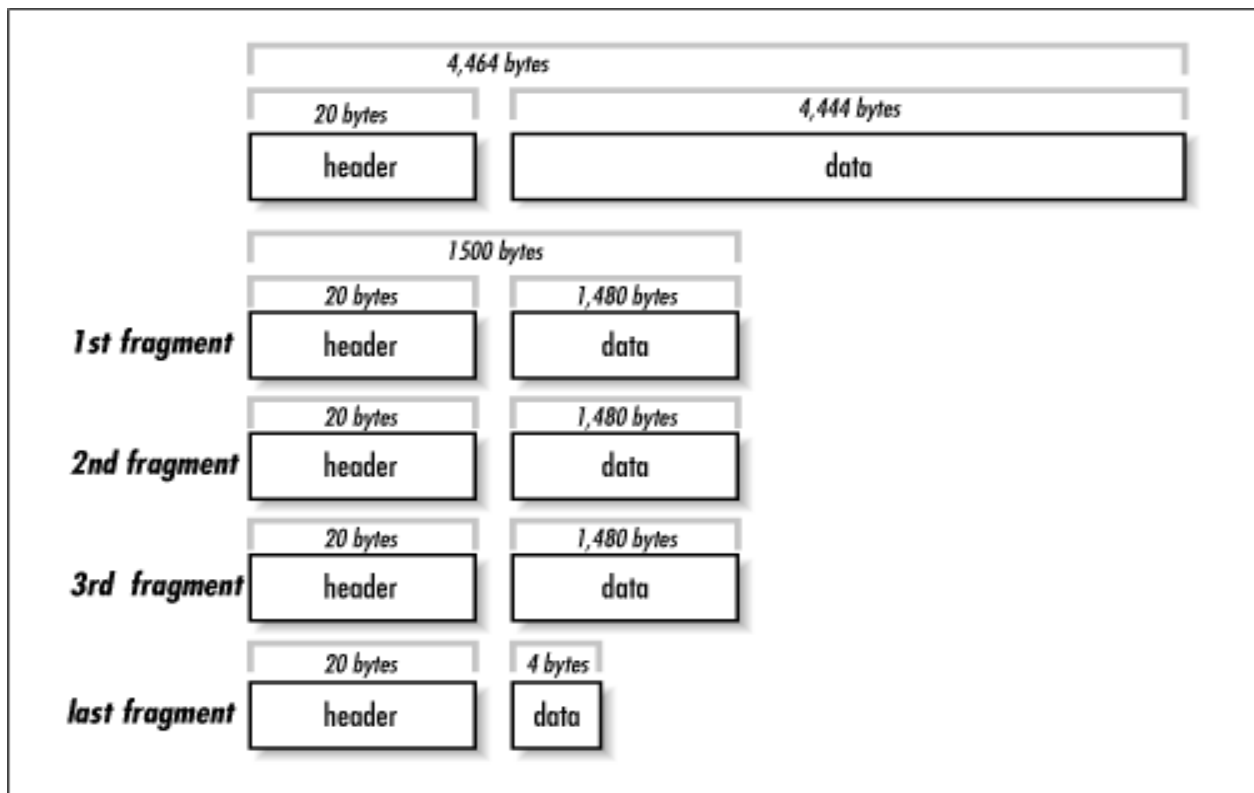 4,464 bytes
20 bytes 4,444 bytes
header data
1500 bytes
20 bytes 1,480 bytes
1st fragment header data
20 bytes 1,480 bytes
2nd fragment header data
20 bytes 1,480 bytes
3rd fragment header data
20 bytes 4 bytes
last fragment header data